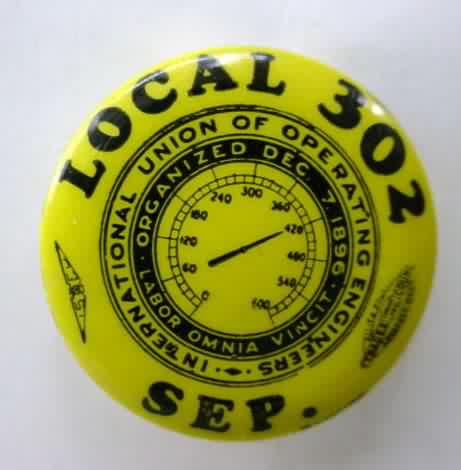 LOCAL 302
INTERNATIONAL UNION OF OPERATING ENGINEERS
ORGANIZED DEC. 7, 1896
LABOR OMNIA VINCIT
0 60 120 180 240 300 360 420 480 540 600
SEP.